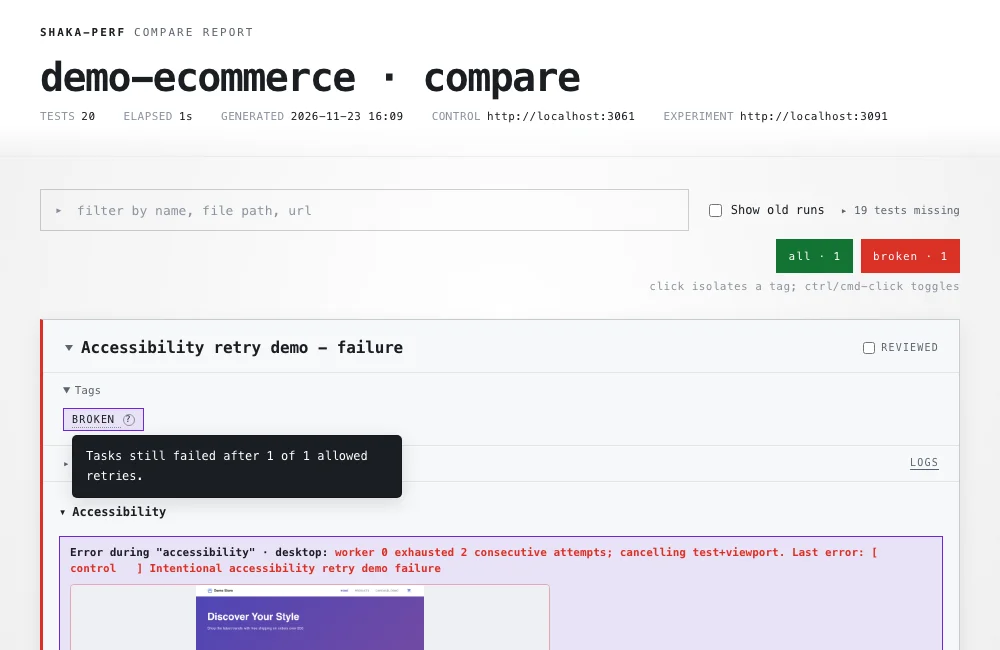 SHAKA—PERF COMPARE REPORT
demo—ecommerce · compare
TESTS 20 ELAPSED 1s GENERATED 2026—11—23 16:09 CONTROL http://localhost:3061 EXPERIMENT http://localhost:3091
▸ filter by name, file path, url
Show old runs ▸ 19 tests missing
all · 1 broken · 1
click isolates a tag; ctrl/cmd—click toggles
▼ Accessibility retry demo — failure
REVIEWED
▼ Tags
BROKEN ?
Tasks still failed after 1 of 1 allowed
retries.
▸
LOGS
▾ Accessibility
Error during "accessibility" · desktop: worker 0 exhausted 2 consecutive attempts; cancelling test+viewport. Last error: [
control ] Intentional accessibility retry demo failure
Demo Store
Discover Your Style